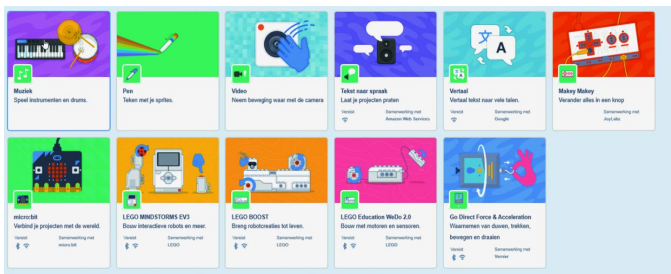 Muziek
Speel instrumenten en drums.
Pen
Teken met je sprites.
Video
Neem beweging waar met de camera
Tekst naar spraak
Laat je projecten praten
Vereist Samenwerking met
Amazon Web Services
Vertaal
Vertaal tekst naar vele talen.
Vereist Samenwerking met
Google
Makey Makey
Verander alles in een knop
Samenwerking met
JoyLabz
micro:bit
Verbind je projecten met de wereld.
Vereist Samenwerking met
micro:bit
LEGO MINDSTORMS EV3
Bouw interactieve robots en meer.
Vereist Samenwerking met
LEGO
LEGO BOOST
Breng robotcreaties tot leven.
Vereist Samenwerking met
LEGO
LEGO Education WeDo 2.0
Bouw met motoren en sensoren.
Vereist Samenwerking met
LEGO
Go Direct Force & Acceleration
Waarnemen van duwen, trekken,
bewegen en draaien
Vereist Samenwerking met
Vernier